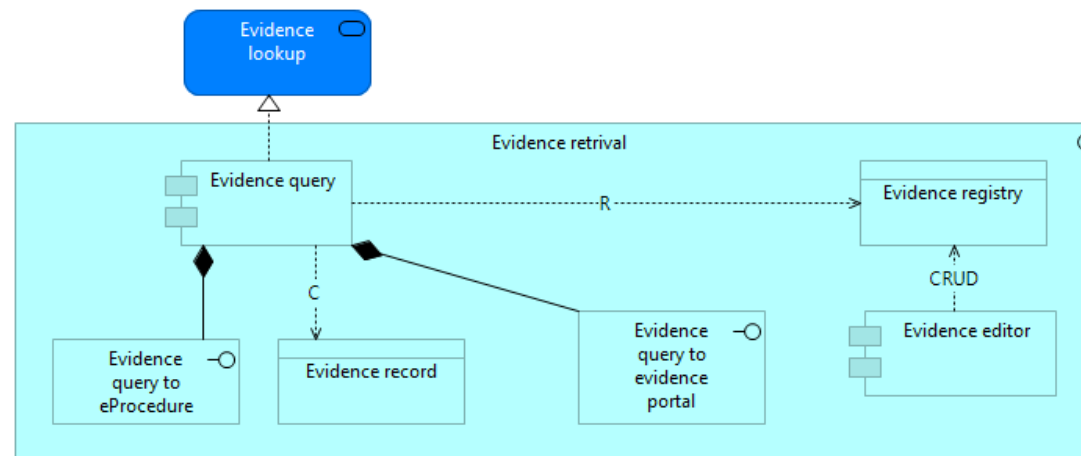 Evidence
lookup
Evidence retrival
Evidence query
R
Evidence registry
C
CRUD
Evidence
query to
eProcedure
Evidence record
Evidence
query to
evidence
portal
Evidence editor